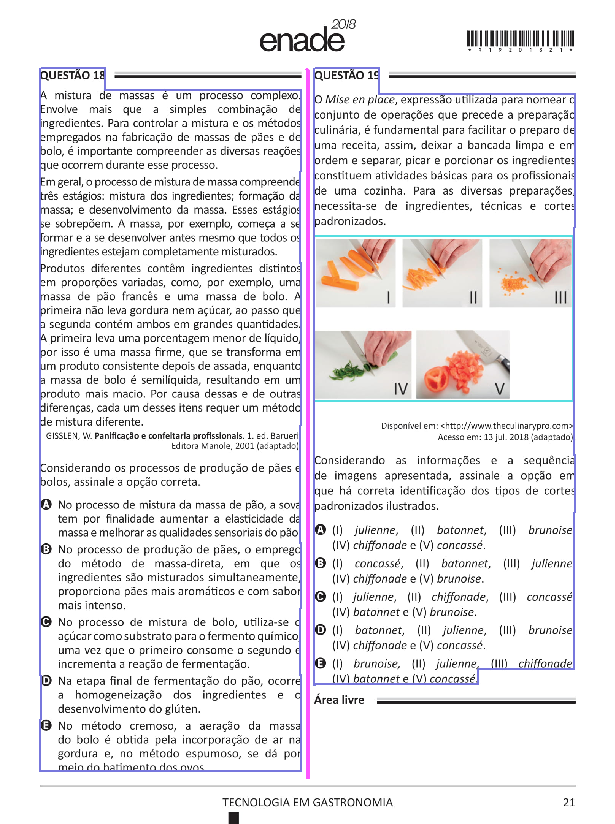 enade 2018
*R1920182 1*
QUESTÃO 18
A mistura de massas é um processo complexo.
Envolve mais que a simples combinação de
ingredientes. Para controlar a mistura e os métodos
empregados na fabricação de massas de pães e de
bolo, é importante compreender as diversas reações
que ocorrem durante esse processo.
Em geral, o processo de mistura de massa compreende
três estágios: mistura dos ingredientes; formação da
massa; e desenvolvimento da massa. Esses estágios
se sobrepõem. A massa, por exemplo, começa a se
formar e a se desenvolver antes mesmo que todos os
ingredientes estejam completamente misturados.
Produtos diferentes contêm ingredientes distintos
em proporções variadas, como, por exemplo, uma
massa de pão francês e uma massa de bolo. A
primeira não leva gordura nem açúcar, ao passo que
a segunda contém ambos em grandes quantidades.
A primeira leva uma porcentagem menor de líquido,
por isso é uma massa firme, que se transforma em
um produto consistente depois de assada, enquanto
a massa de bolo é semilíquida, resultando em um
produto mais macio. Por causa dessas e de outras
diferenças, cada um desses itens requer um método
de mistura diferente.
GISSLEN, W. Panificação e confeitaria profissionais. 1. ed. Barueri
Editora Manole, 2001 (adaptado)
Considerando os processos de produção de pães e
bolos, assinale a opção correta.
A No processo de mistura da massa de pão, a sova
tem por finalidade aumentar a elasticidade da
massa e melhorar as qualidades sensoriais do pão
B No processo de produção de pães, o emprego
do método de massa-direta, em que os
ingredientes são misturados simultaneamente,
proporciona pães mais aromáticos e com sabor
mais intenso.
C No processo de mistura de bolo, utiliza-se o
açúcar como substrato para o fermento químico
uma vez que o primeiro consome o segundo e
incrementa a reação de fermentação.
D Na etapa final de fermentação do pão, ocorre
a homogeneização dos ingredientes e o
desenvolvimento do glúten.
E No método cremoso, a aeração da massa
do bolo é obtida pela incorporação de ar na
gordura e, no método espumoso, se dá por
meio do batimento dos ovos
QUESTÃO 19
O Mise en place, expressão utilizada para nomear o
conjunto de operações que precede a preparação
culinária, é fundamental para facilitar o preparo de
uma receita, assim, deixar a bancada limpa e em
ordem e separar, picar e porcionar os ingredientes
constituem atividades básicas para os profissionais
de uma cozinha. Para as diversas preparações,
necessita-se de ingredientes, técnicas e cortes
padronizados.
I
II
III
IV
V
Disponível em: <http://www.theculinarypro.com>
Acesso em: 13 jul. 2018 (adaptado)
Considerando as informações e a sequência
de imagens apresentada, assinale a opção em
que há correta identificação dos tipos de cortes
padronizados ilustrados.
A (I) julienne, (II) batonnet, (III) brunoise
(IV) chiffonade e (V) concassé.
B (I) concassé, (II) batonnet, (III) julienne
(IV) chiffonade e (V) brunoise.
C (I) julienne, (II) chiffonade, (III) concassé
(IV) batonnet e (V) brunoise.
D (I) batonnet, (II) julienne, (III) brunoise
(IV) chiffonade e (V) concassé.
E (I) brunoise, (II) julienne, (III) chiffonade
(IV) batonnet e (V) concassé
Área livre
TECNOLOGIA EM GASTRONOMIA
21